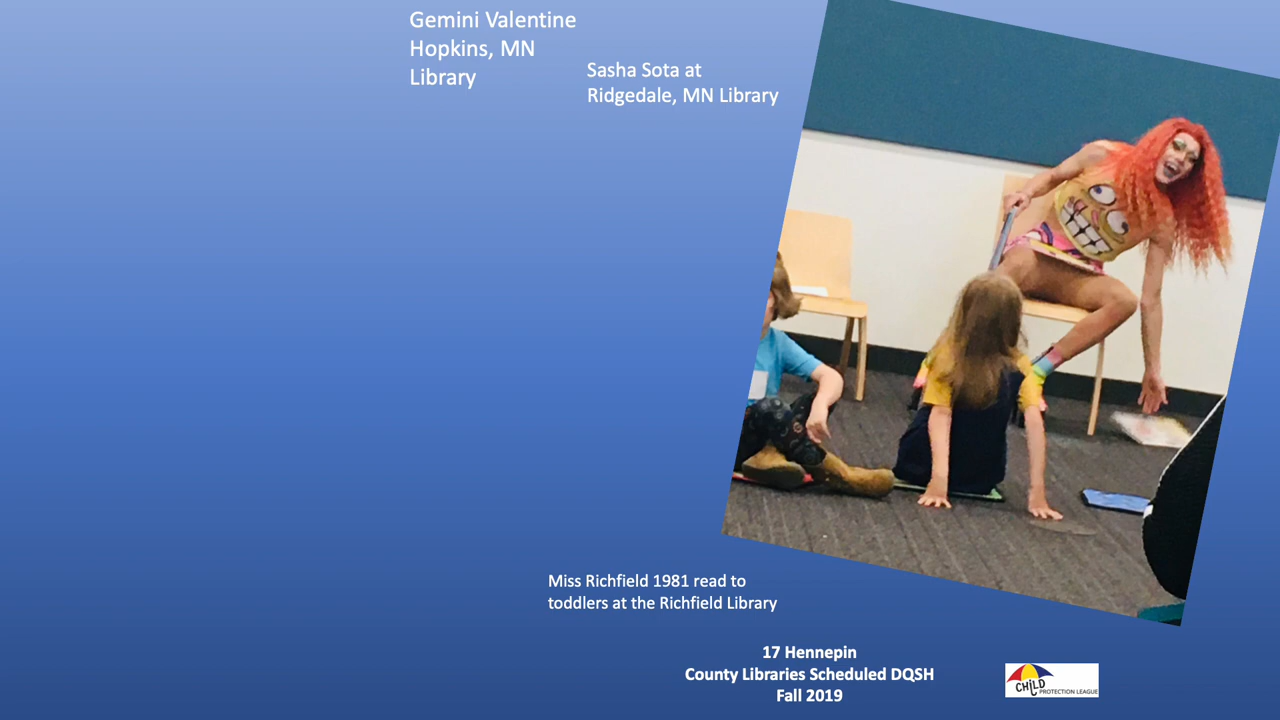 Gemini Valentine
Hopkins, MN
Library
Sasha Sota at
Ridgedale, MN Library
Miss Richfield 1981 read to
toddlers at the Richfield Library
17 Hennepin
County Libraries Scheduled DQSH
Fall 2019
CHiLD
PROTECTION LEAGUE